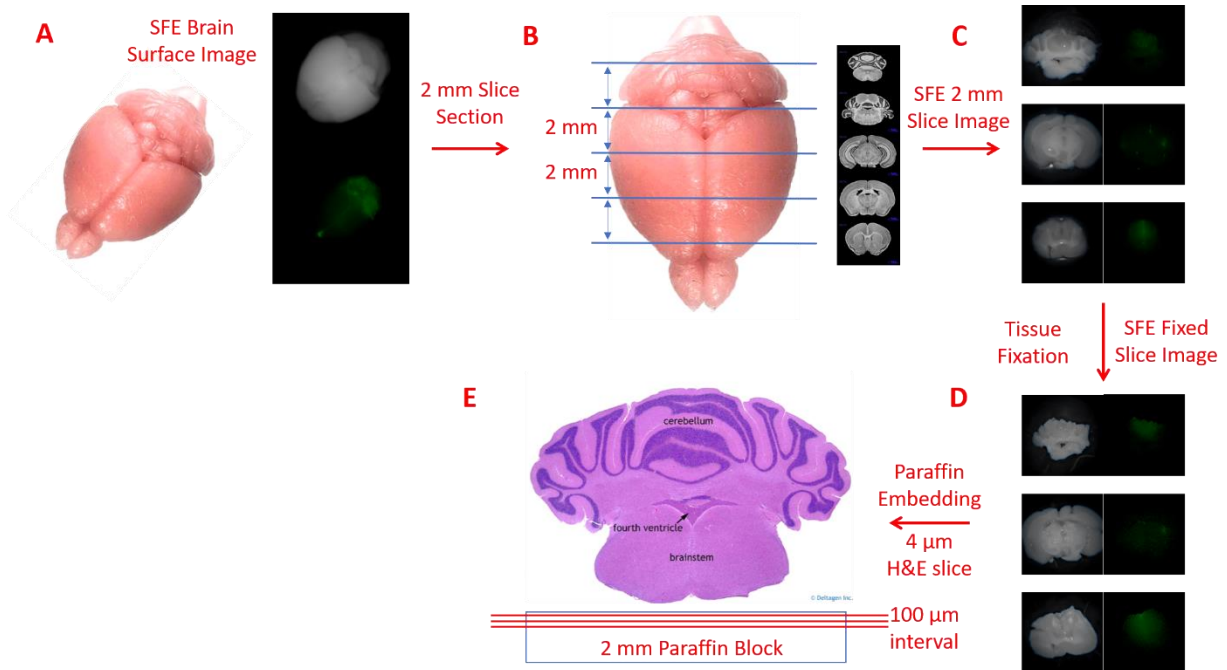 A
SFE Brain
Surface Image
2 mm Slice
Section
B
2 mm
2 mm
SFE 2 mm
Slice Image
C
Tissue
Fixation
SFE Fixed
Slice Image
D
Paraffin
Embedding
4 µm
H&E slice
E
cerebellum
fourth ventricle
brainstem
© Deltagen Inc.
100 µm
interval
2 mm Paraffin Block